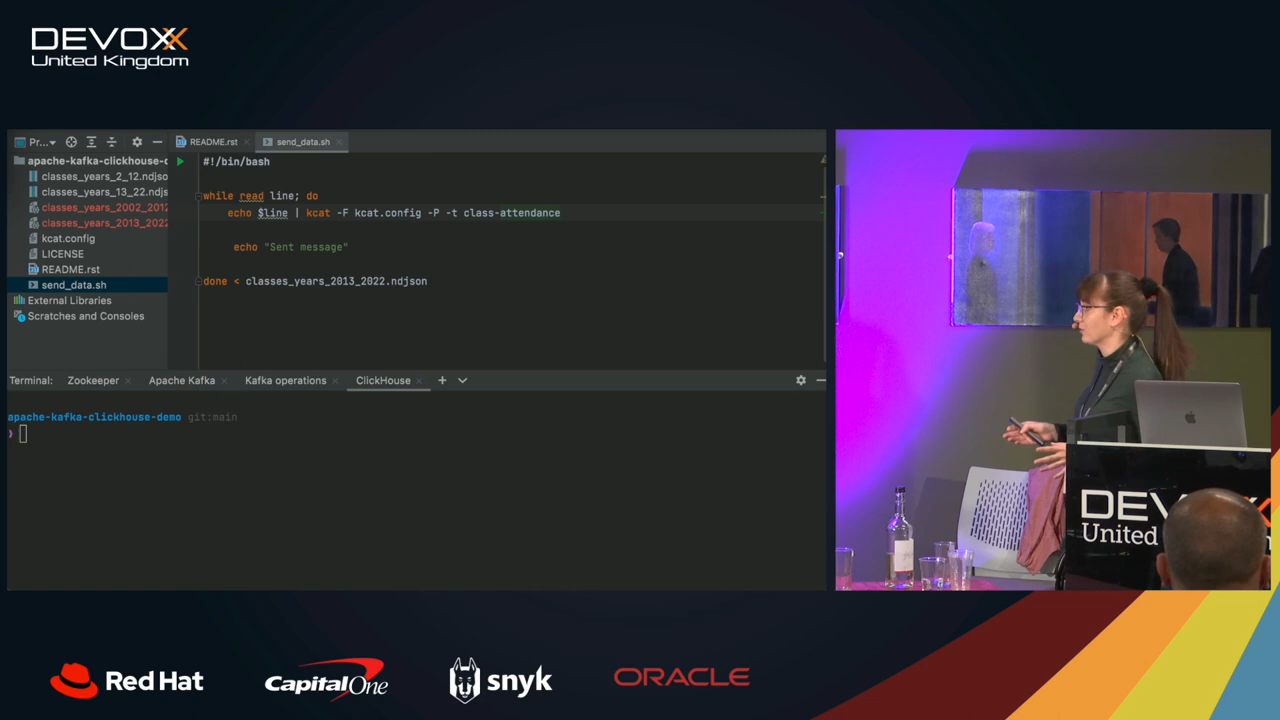 DEVOXX
United Kingdom
Pr...
README.rst
send_data.sh
apache-kafka-clickhouse-c
#!/bin/bash
classes_years_2_12.ndjso
classes_years_13_22.ndjs
while read line; do
classes_years_2002_2012
echo $line | kcat -F kcat.config -P -t class-attendance
classes_years_2013_2022
kcat.config
echo "Sent message"
LICENSE
README.rst
done < classes_years_2013_2022.ndjson
send_data.sh
External Libraries
Scratches and Consoles
Terminal:
Zookeeper
Apache Kafka
Kafka operations
ClickHouse
apache-kafka-clickhouse-demo git:main
DEVOXX
United Kingdom
Red Hat
Capital One
snyk
ORACLE